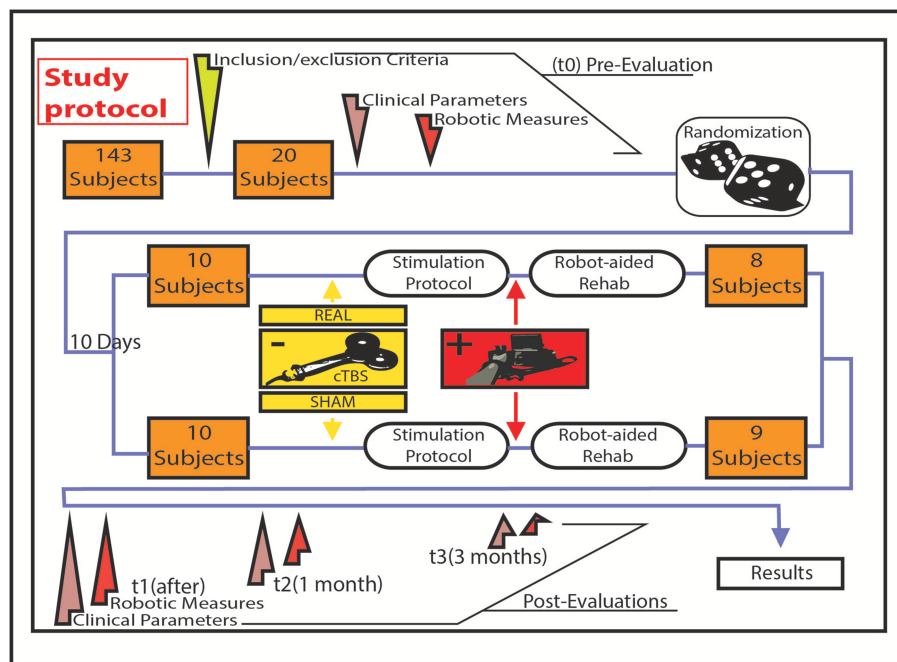 Study
protocol
Inclusion/exclusion Criteria
(t0) Pre-Evaluation
Clinical Parameters
Robotic Measures
Randomization
143
Subjects
20
Subjects
10
Subjects
Stimulation
Protocol
Robot-aided
Rehab
8
Subjects
10 Days
REAL
-
cTBS
SHAM
+
10
Subjects
Stimulation
Protocol
Robot-aided
Rehab
9
Subjects
t1(after)
Robotic Measures
Clinical Parameters
t2(1 month)
t3(3 months)
Post-Evaluations
Results